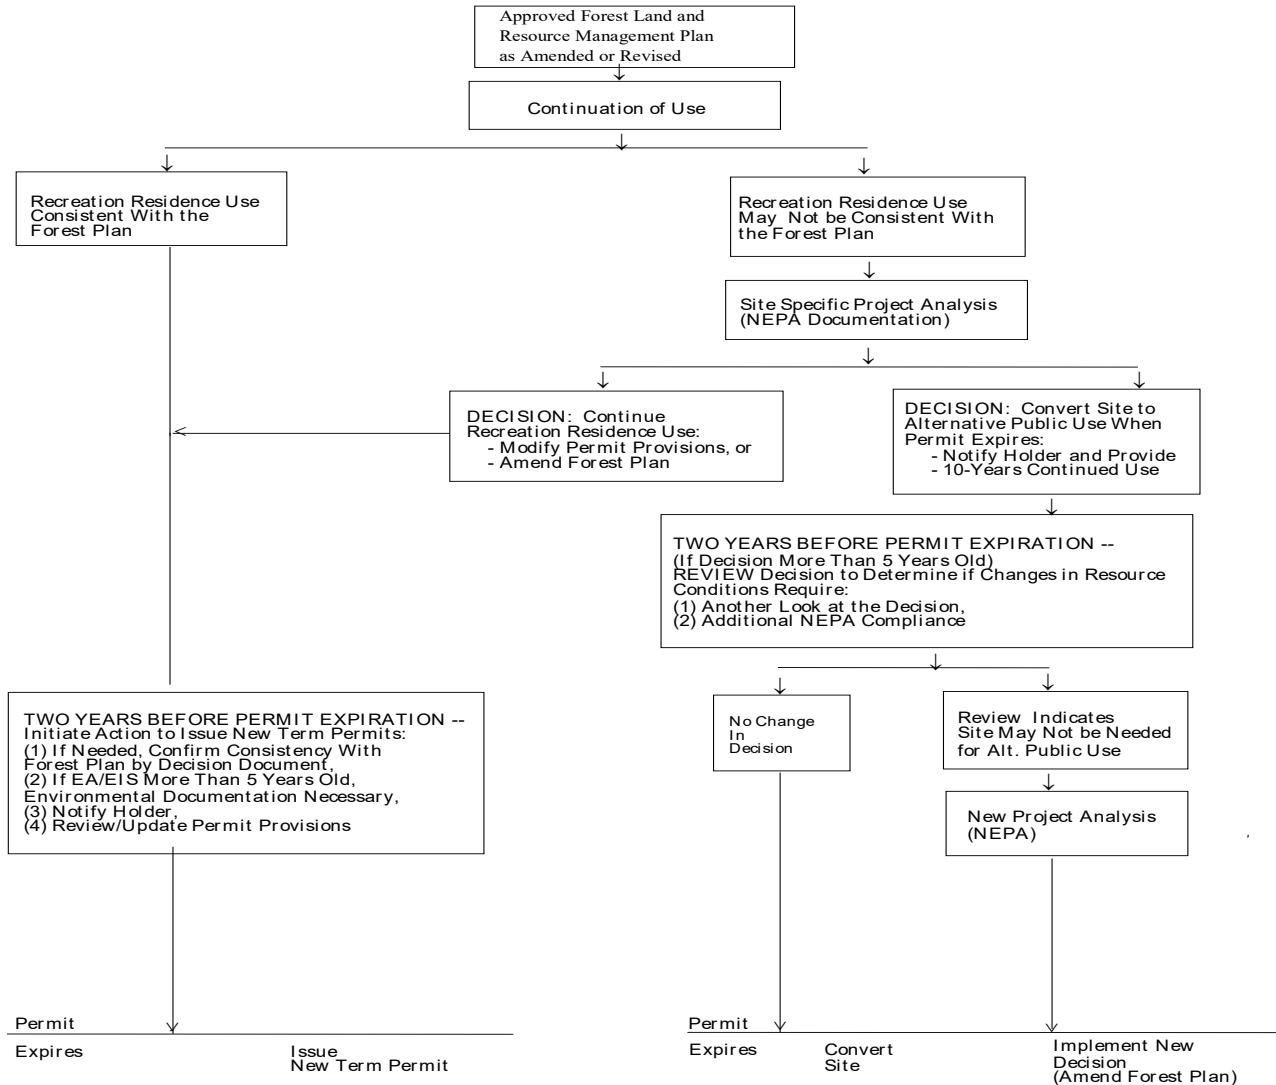 Approved Forest Land and
Resource Management Plan
as Amended or Revised
Continuation of Use
Recreation Residence Use
Consistent With the
Forest Plan
Recreation Residence Use
May Not be Consistent With
the Forest Plan
Site Specific Project Analysis
(NEPA Documentation)
DECISION: Continue
Recreation Residence Use:
- Modify Permit Provisions, or
- Amend Forest Plan
DECISION: Convert Site to
Alternative Public Use When
Permit Expires:
- Notify Holder and Provide
- 10-Years Continued Use
TWO YEARS BEFORE PERMIT EXPIRATION --
(If Decision More Than 5 Years Old)
REVIEW Decision to Determine if Changes in Resource
Conditions Require:
(1) Another Look at the Decision,
(2) Additional NEPA Compliance
TWO YEARS BEFORE PERMIT EXPIRATION --
Initiate Action to Issue New Term Permits:
(1) If Needed, Confirm Consistency With
Forest Plan by Decision Document,
(2) If EA/EIS More Than 5 Years Old,
Environmental Documentation Necessary,
(3) Notify Holder,
(4) Review/Update Permit Provisions
No Change
In
Decision
Review Indicates
Site May Not be Needed
for Alt. Public Use
New Project Analysis
(NEPA)
Permit
Expires
Issue
New Term Permit
Permit
Expires
Convert
Site
Implement New
Decision
(Amend Forest Plan)